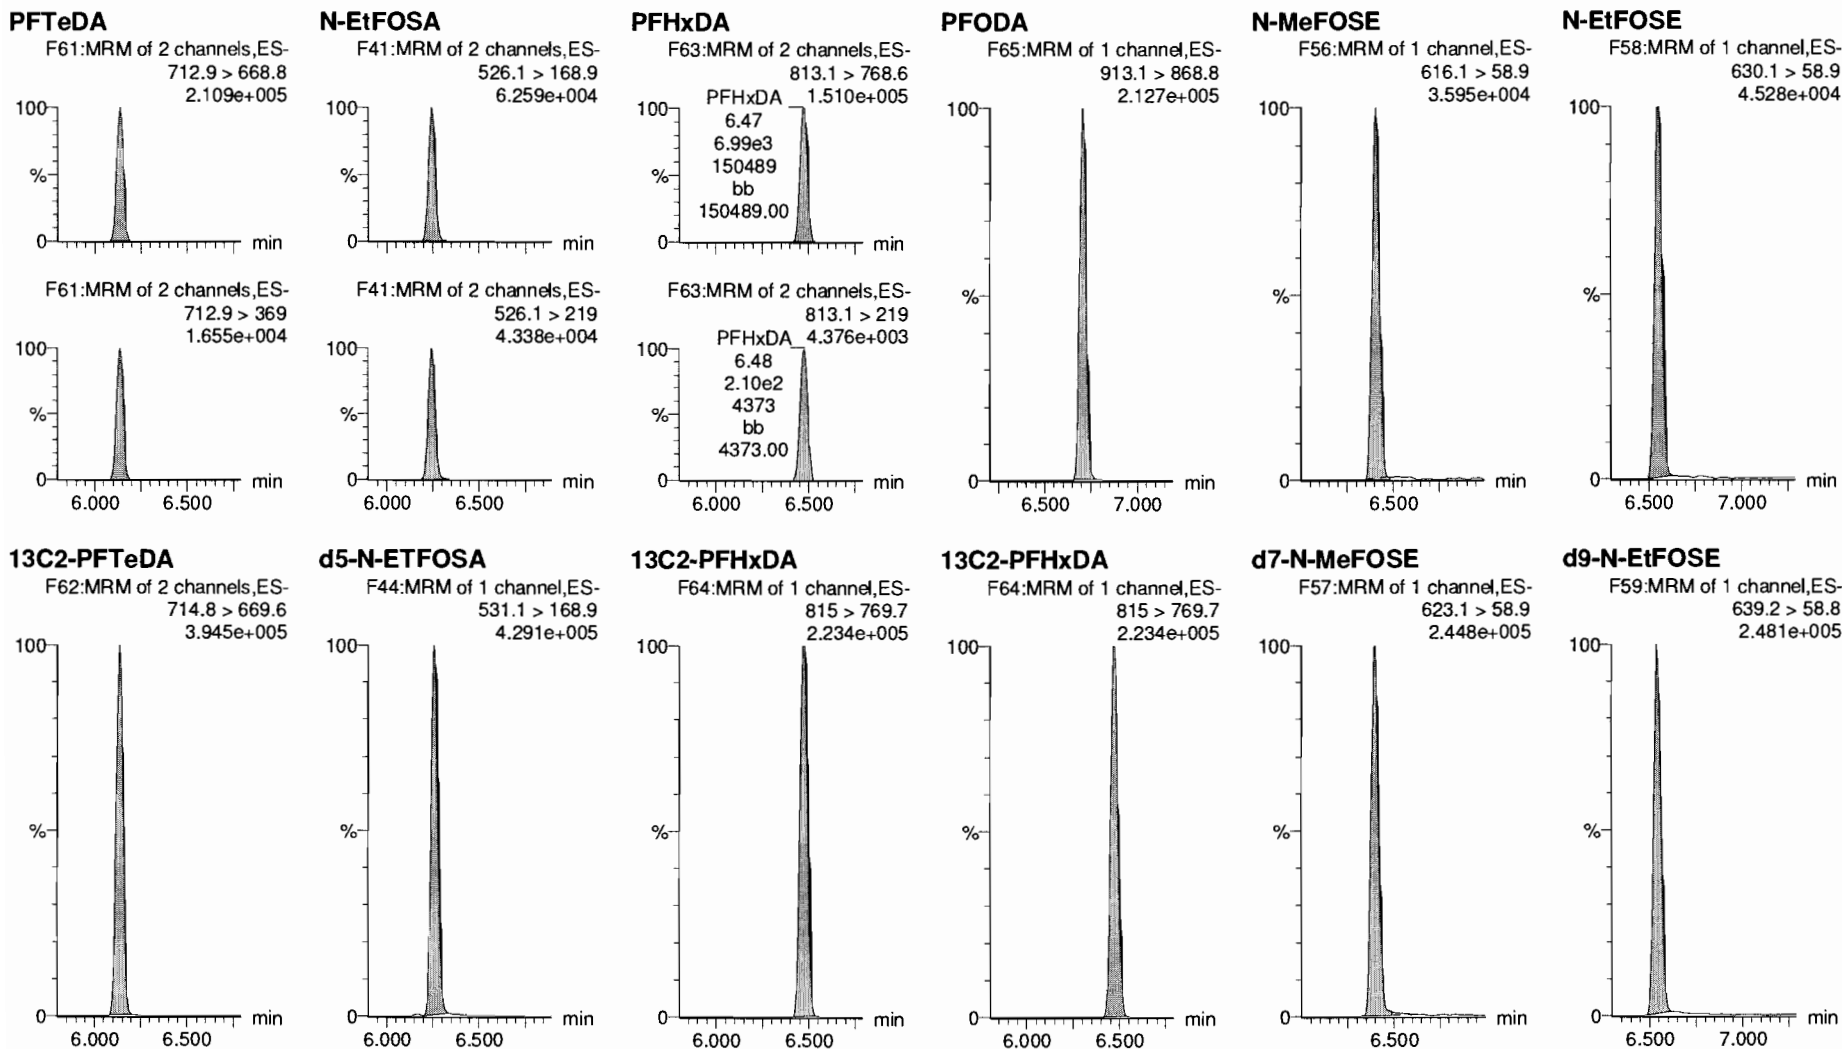 PFTeDA
F61:MRM of 2 channels,ES-
712.9 > 668.8
2.109e+005
100
%
0
min
F61:MRM of 2 channels,ES-
712.9 > 369
1.655e+004
100
%
0
min
6.000 6.500
N-EtFOSA
F41:MRM of 2 channels,ES-
526.1 > 168.9
6.259e+004
100
%
0
min
F41:MRM of 2 channels,ES-
526.1 > 219
4.338e+004
100
%
0
min
6.000 6.500
PFHxDA
F63:MRM of 2 channels,ES-
813.1 > 768.6
1.510e+005
100
PFHxDA
6.47
6.99e3
150489
bb
150489.00
%
0
min
F63:MRM of 2 channels,ES-
813.1 > 219
4.376e+003
100
PFHxDA
6.48
2.10e2
4373
bb
4373.00
%
0
min
6.000 6.500
PFODA
F65:MRM of 1 channel,ES-
913.1 > 868.8
2.127e+005
100
%
0
min
6.500 7.000
N-MeFOSE
F56:MRM of 1 channel,ES-
616.1 > 58.9
3.595e+004
100
%
0
min
6.500
N-EtFOSE
F58:MRM of 1 channel,ES-
630.1 > 58.9
4.528e+004
100
%
0
min
6.500 7.000
13C2-PFTeDA
F62:MRM of 2 channels,ES-
714.8 > 669.6
3.945e+005
100
%
0
min
6.000 6.500
d5-N-ETFOSA
F44:MRM of 1 channel,ES-
531.1 > 168.9
4.291e+005
100
%
0
min
6.000 6.500
13C2-PFHxDA
F64:MRM of 1 channel,ES-
815 > 769.7
2.234e+005
100
%
0
min
6.000 6.500
13C2-PFHxDA
F64:MRM of 1 channel,ES-
815 > 769.7
2.234e+005
100
%
0
min
6.000 6.500
d7-N-MeFOSE
F57:MRM of 1 channel,ES-
623.1 > 58.9
2.448e+005
100
%
0
min
6.500
d9-N-EtFOSE
F59:MRM of 1 channel,ES-
639.2 > 58.8
2.481e+005
100
%
0
min
6.500 7.000